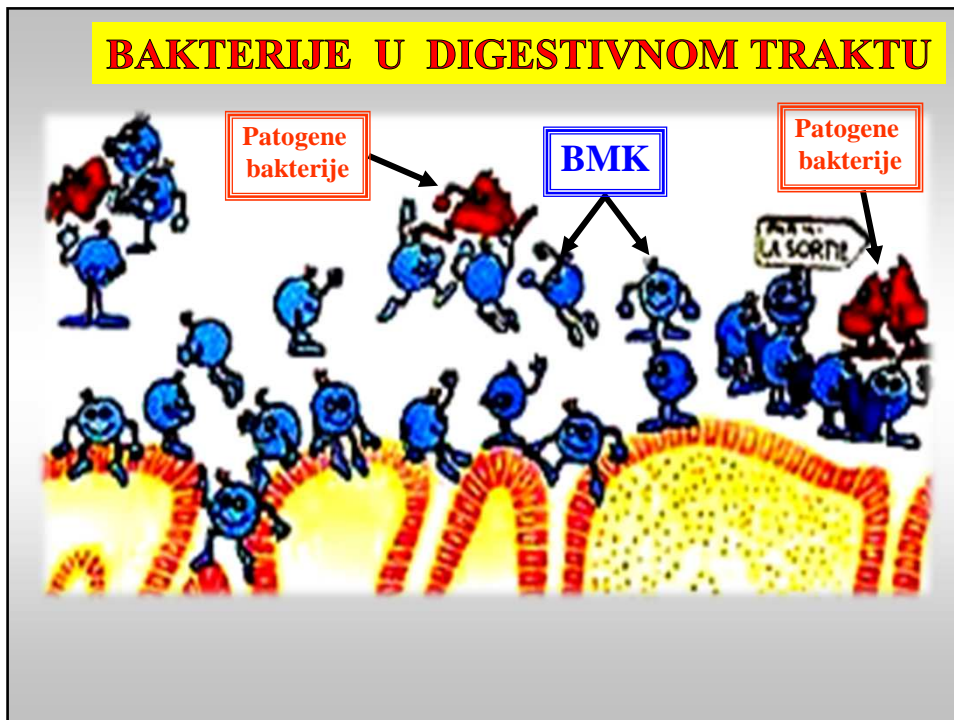 BAKTERIJE U DIGESTIVNOM TRAKTU
Patogene
bakterije
BMK
Patogene
bakterije
LA SORTIE